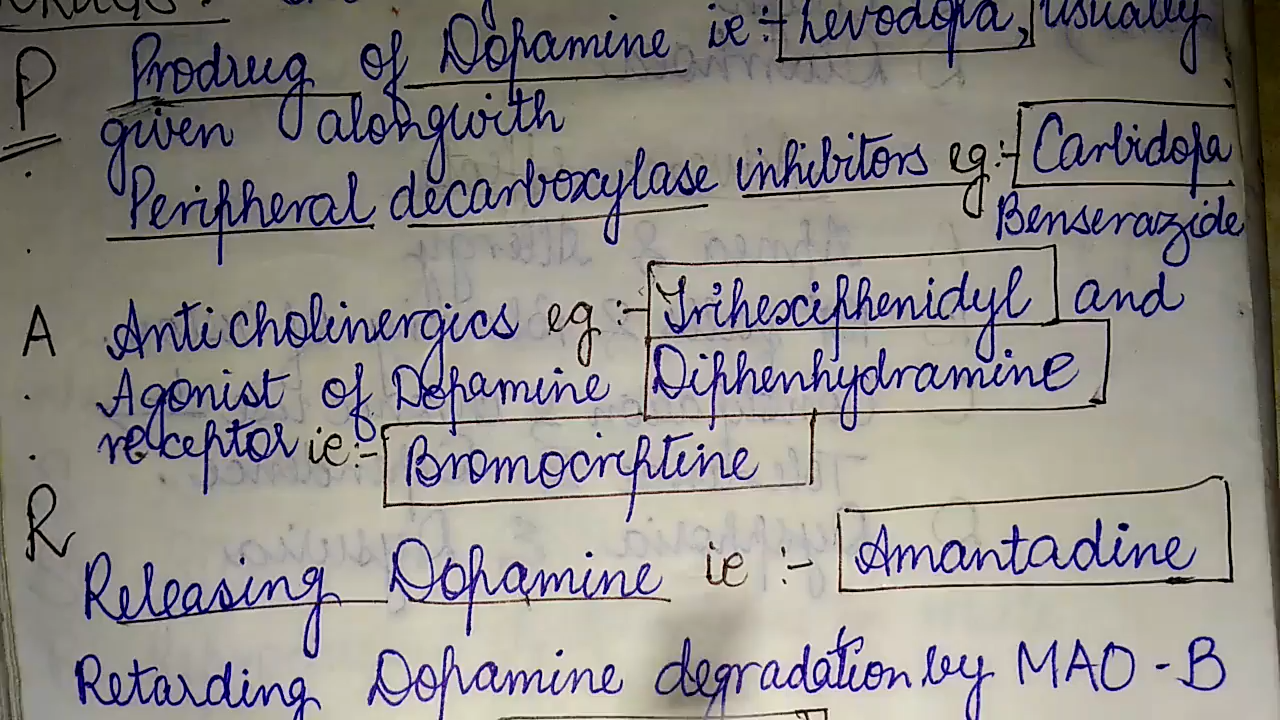 P Prodrug of Dopamine ie:- Levodopa, usually
given alongwith
Peripheral decarboxylase inhibitors eg:- Carbidopa
Benserazide
A Anticholinergics eg:- Trihexiphenidyl and
Agonist of Dopamine Diphenhydramine
receptor ie:- Bromocriptine
R
Releasing Dopamine ie :- Amantadine
Retarding Dopamine degradation by MAO-B